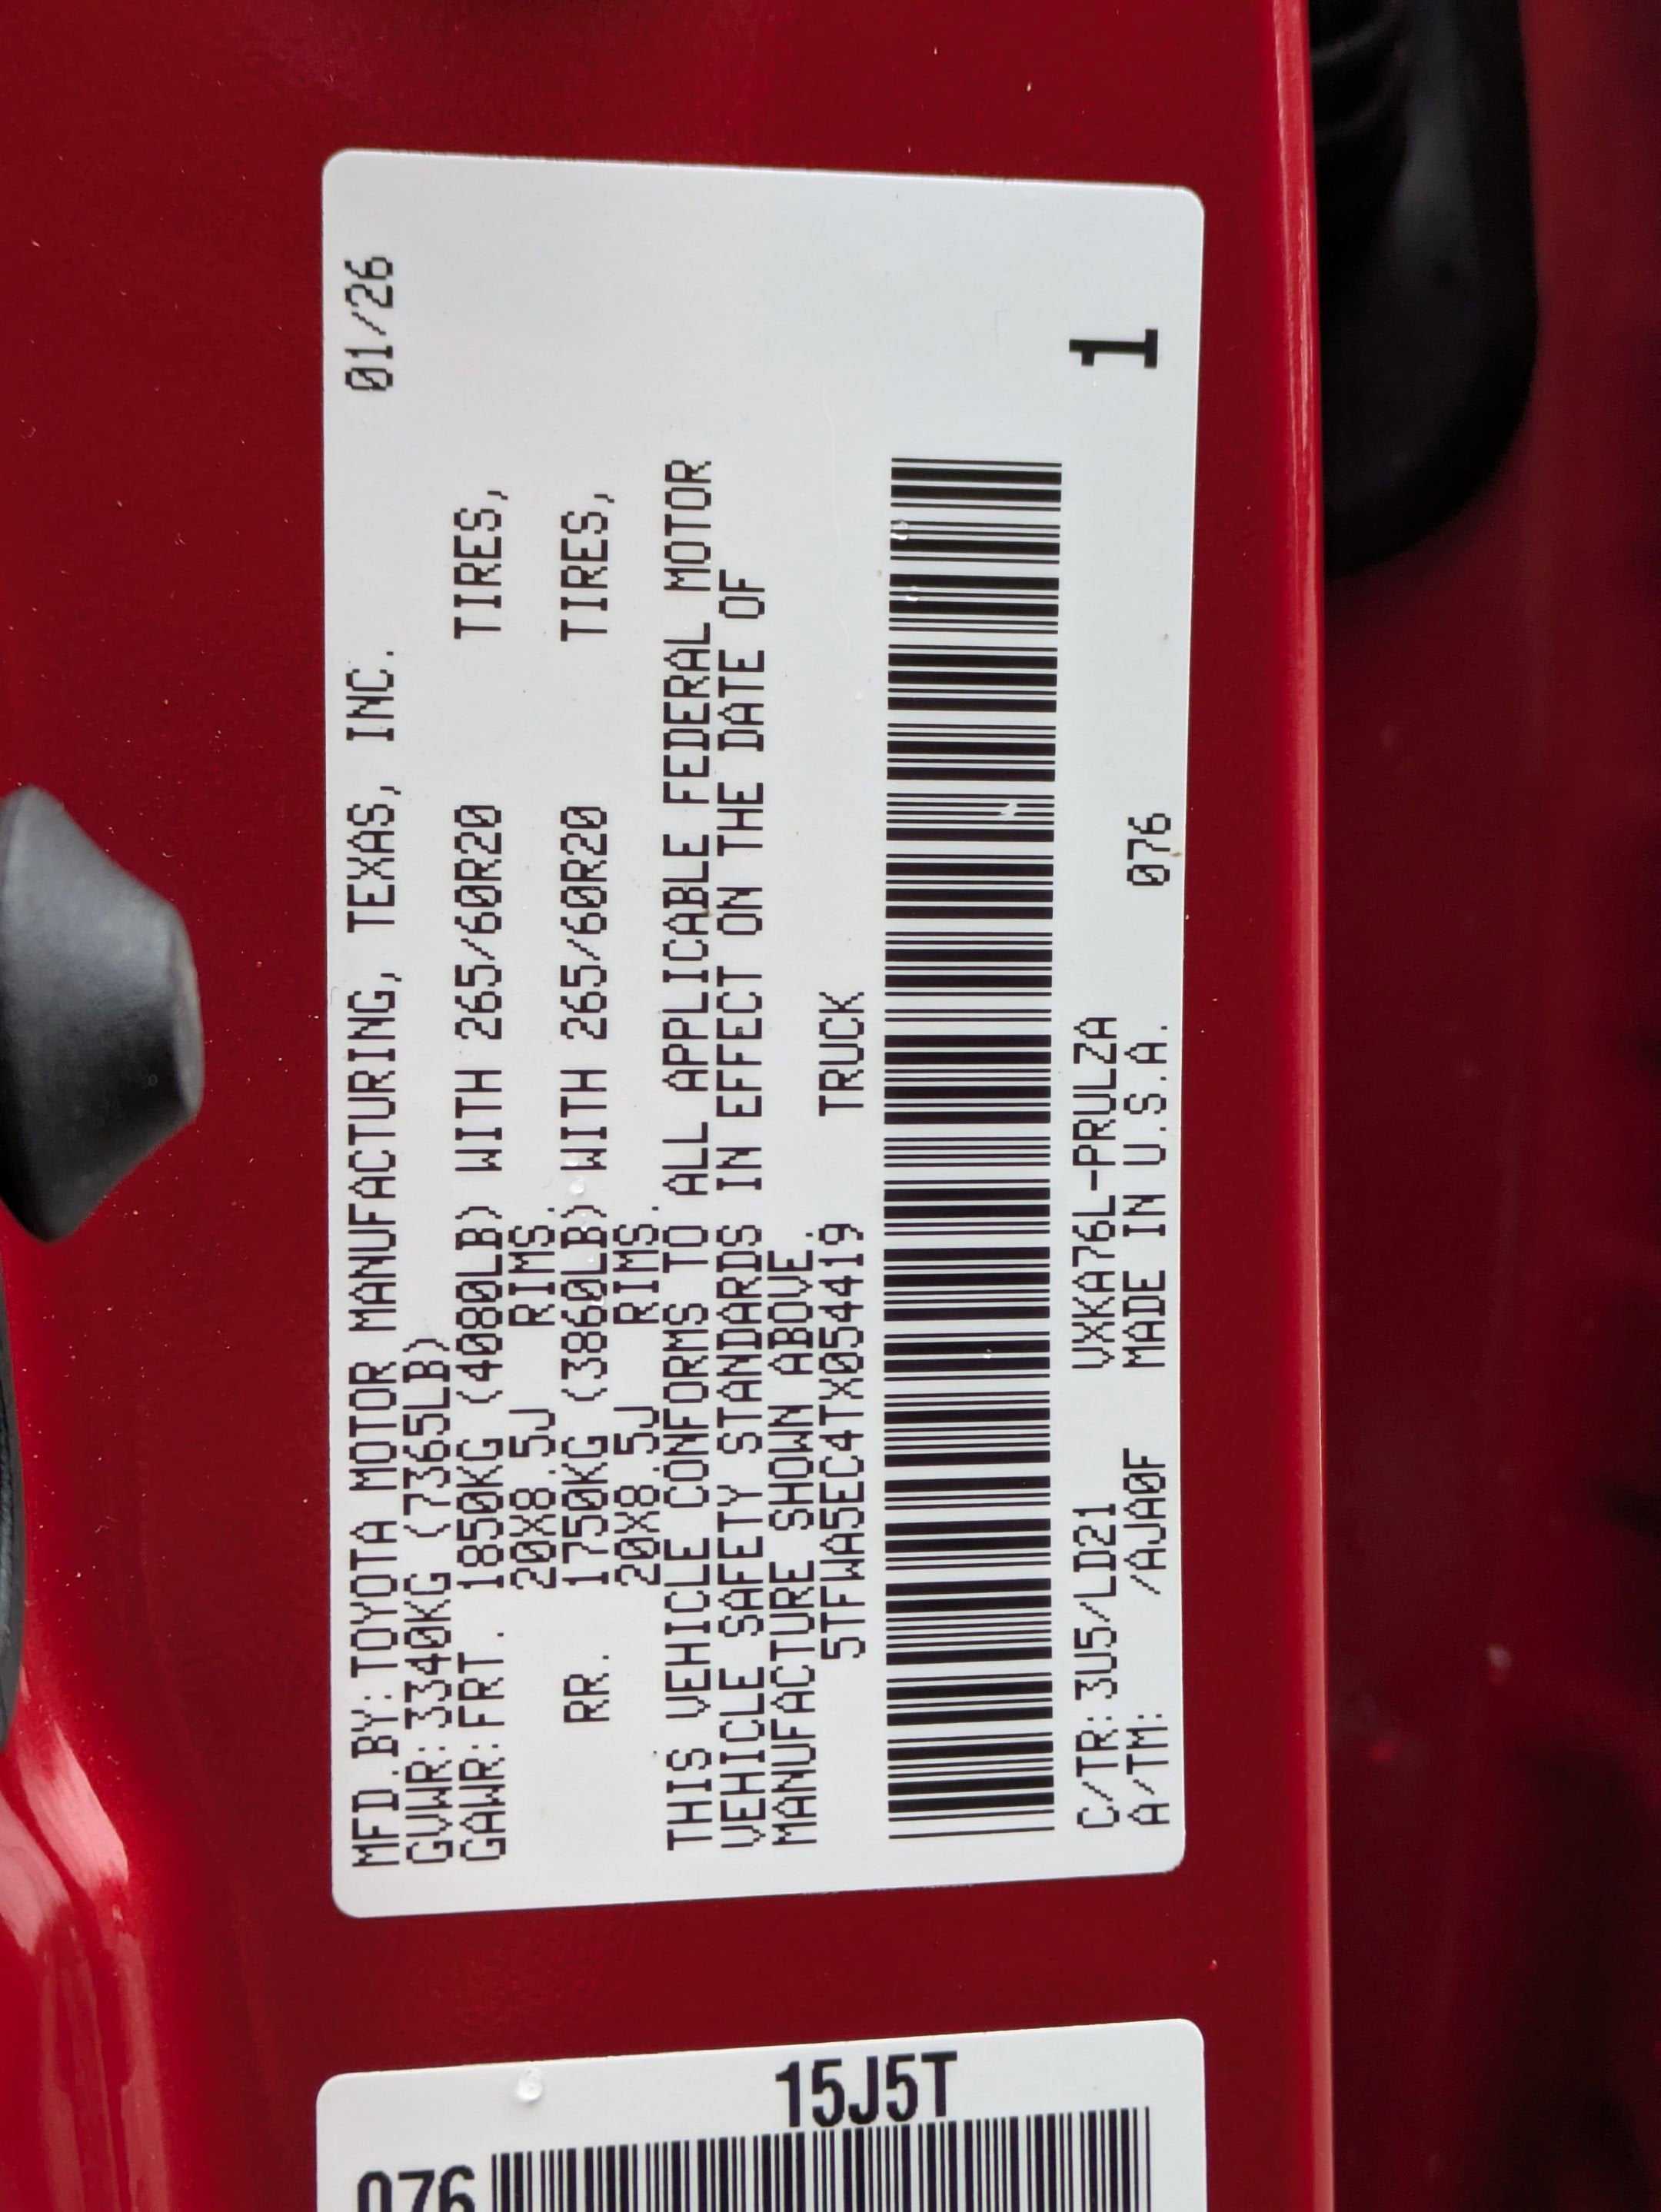 MFD.BY:TOYOTA MOTOR MANUFACTURING, TEXAS, INC. 01/26
GVWR:3340KG (7365LB)
GAWR:FRT. 1850KG (4080LB) WITH 265/60R20 TIRES,
20X8.5J RIMS.
RR. 1750KG (3860LB) WITH 265/60R20 TIRES,
20X8.5J RIMS.
THIS VEHICLE CONFORMS TO ALL APPLICABLE FEDERAL MOTOR
VEHICLE SAFETY STANDARDS IN EFFECT ON THE DATE OF
MANUFACTURE SHOWN ABOVE.
5TFWA5EC4TX054419 TRUCK
C/TR:3U5/LD21 VXKA76L-PRULZA
A/TM: /AJA0F MADE IN U.S.A. 076
1
076
15J5T